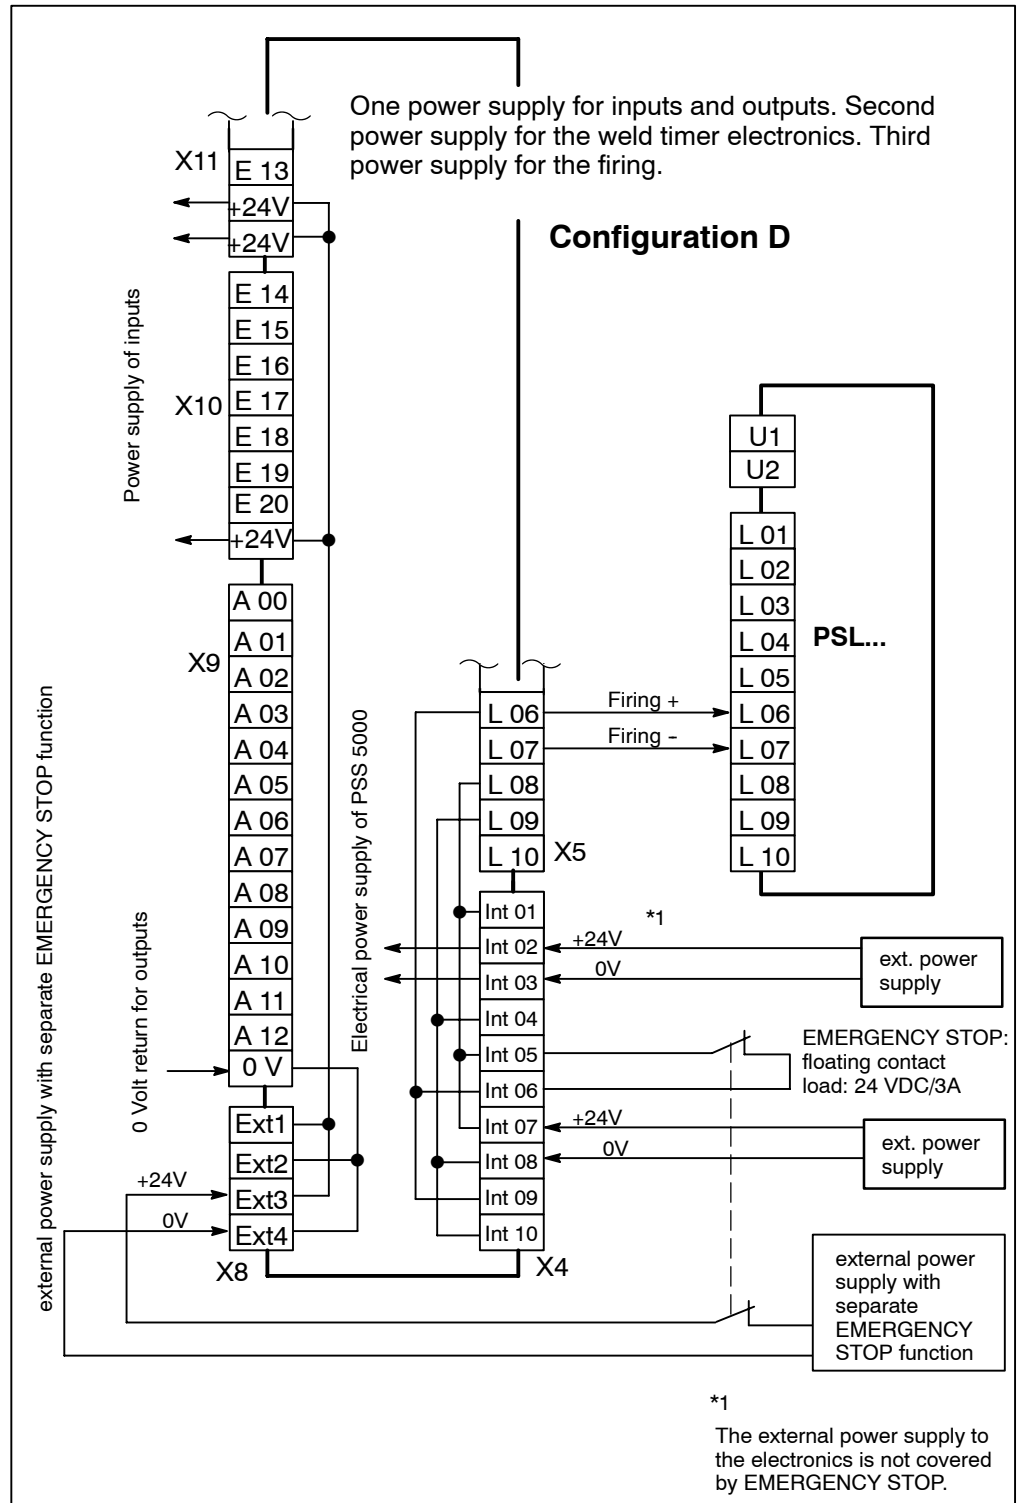 One power supply for inputs and outputs. Second
power supply for the weld timer electronics. Third
power supply for the firing.
Configuration D
X11
E 13
+24V
+24V
Power supply of inputs
X10
E 14
E 15
E 16
E 17
E 18
E 19
E 20
+24V
X9
A 00
A 01
A 02
A 03
A 04
A 05
A 06
A 07
A 08
A 09
A 10
A 11
A 12
0 V
0 Volt return for outputs
external power supply with separate EMERGENCY STOP function
Ext1
Ext2
+24V
Ext3
0V
Ext4
X8
Electrical power supply of PSS 5000
L 06
L 07
L 08
L 09
L 10
X5
Firing +
Firing -
Int 01
Int 02
Int 03
Int 04
Int 05
Int 06
Int 07
Int 08
Int 09
Int 10
X4
U1
U2
L 01
L 02
L 03
L 04
L 05
L 06
L 07
L 08
L 09
L 10
PSL...
*1
+24V
0V
ext. power
supply
EMERGENCY STOP:
floating contact
load: 24 VDC/3A
+24V
0V
ext. power
supply
external power
supply with
separate
EMERGENCY
STOP function
*1
The external power supply to
the electronics is not covered
by EMERGENCY STOP.